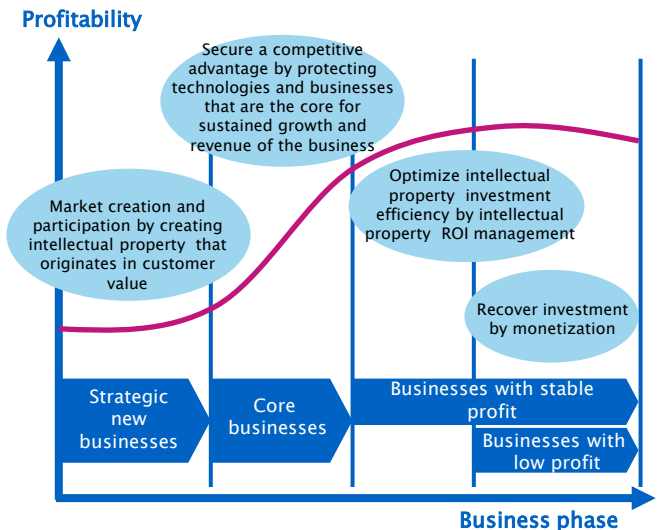 Profitability
Secure a competitive
advantage by protecting
technologies and businesses
that are the core for
sustained growth and
revenue of the business
Market creation and
participation by creating
intellectual property that
originates in customer
value
Optimize intellectual
property investment
efficiency by intellectual
property ROI management
Recover investment
by monetization
Strategic
new
businesses
Core
businesses
Businesses with stable
profit
Businesses with
low profit
Business phase